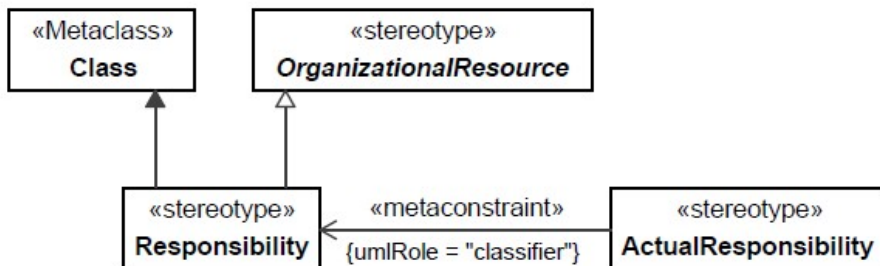 «Metaclass»
Class
«stereotype»
OrganizationalResource
«stereotype»
Responsibility
«metaconstraint»
{umlRole = "classifier"}
«stereotype»
ActualResponsibility